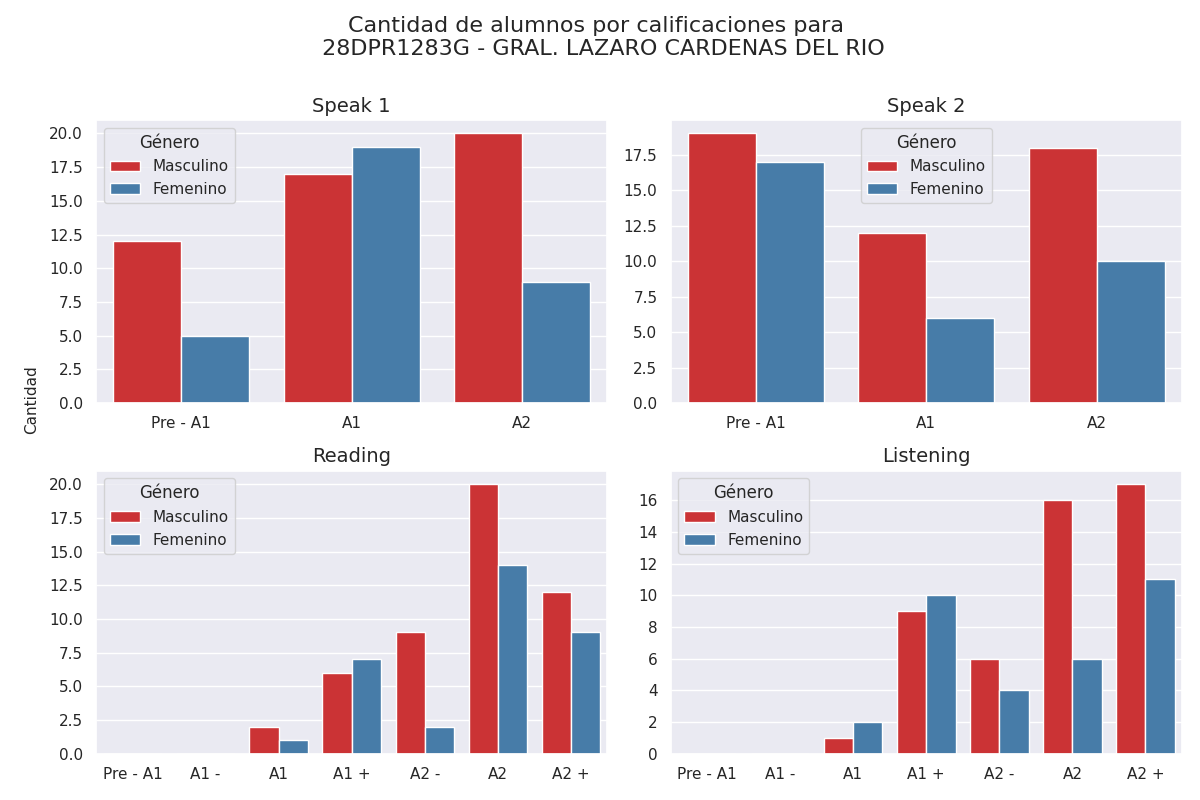 Cantidad de alumnos por calificaciones para
28DPR1283G - GRAL. LAZARO CARDENAS DEL RIO
Cantidad
Speak 1
Género
Masculino
Femenino
20.0
17.5
15.0
12.5
10.0
7.5
5.0
2.5
0.0
Pre - A1 A1 A2
Speak 2
Género
Masculino
Femenino
17.5
15.0
12.5
10.0
7.5
5.0
2.5
0.0
Pre - A1 A1 A2
Reading
Género
Masculino
Femenino
20.0
17.5
15.0
12.5
10.0
7.5
5.0
2.5
0.0
Pre - A1 A1 - A1 A1 + A2 - A2 A2 +
Listening
Género
Masculino
Femenino
16
14
12
10
8
6
4
2
0
Pre - A1 A1 - A1 A1 + A2 - A2 A2 +